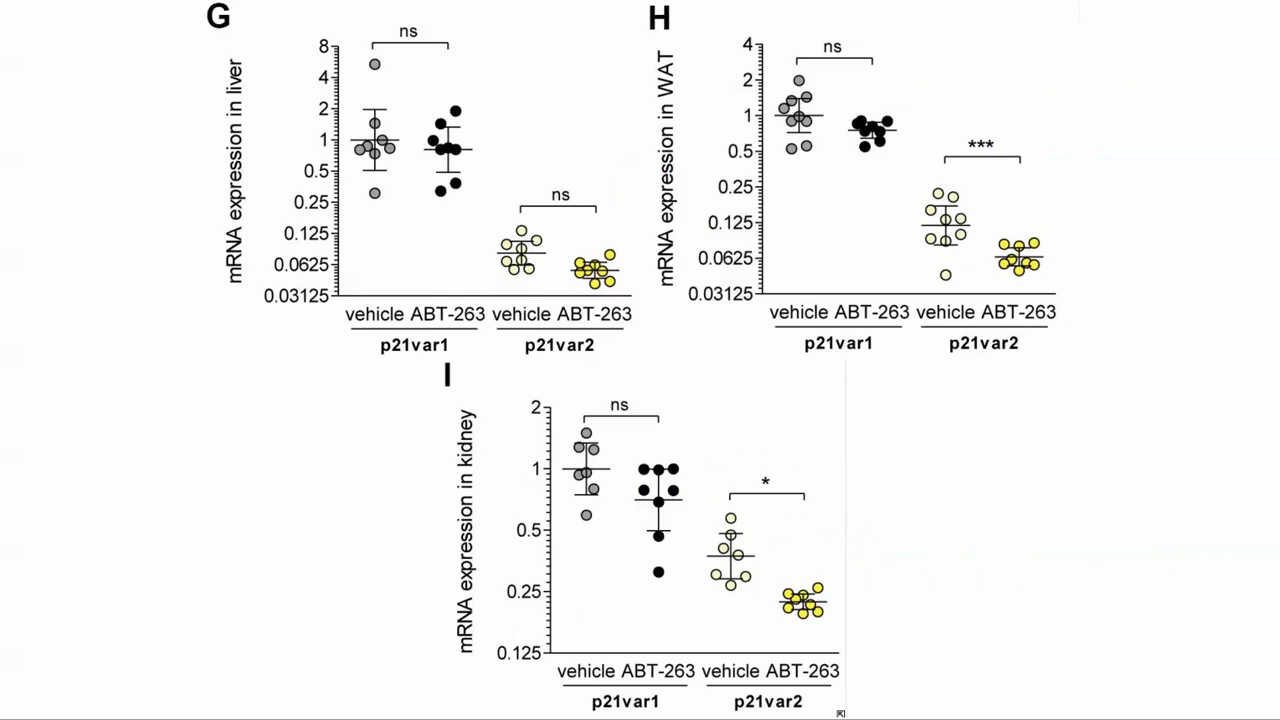 G
mRNA expression in liver
8
4
2
1
0.5
0.25
0.125
0.0625
0.03125
ns
ns
vehicle ABT-263 vehicle ABT-263
p21var1 p21var2
H
mRNA expression in WAT
4
2
1
0.5
0.25
0.125
0.0625
0.03125
ns
***
vehicle ABT-263 vehicle ABT-263
p21var1 p21var2
I
mRNA expression in kidney
2
1
0.5
0.25
0.125
ns
*
vehicle ABT-263 vehicle ABT-263
p21var1 p21var2